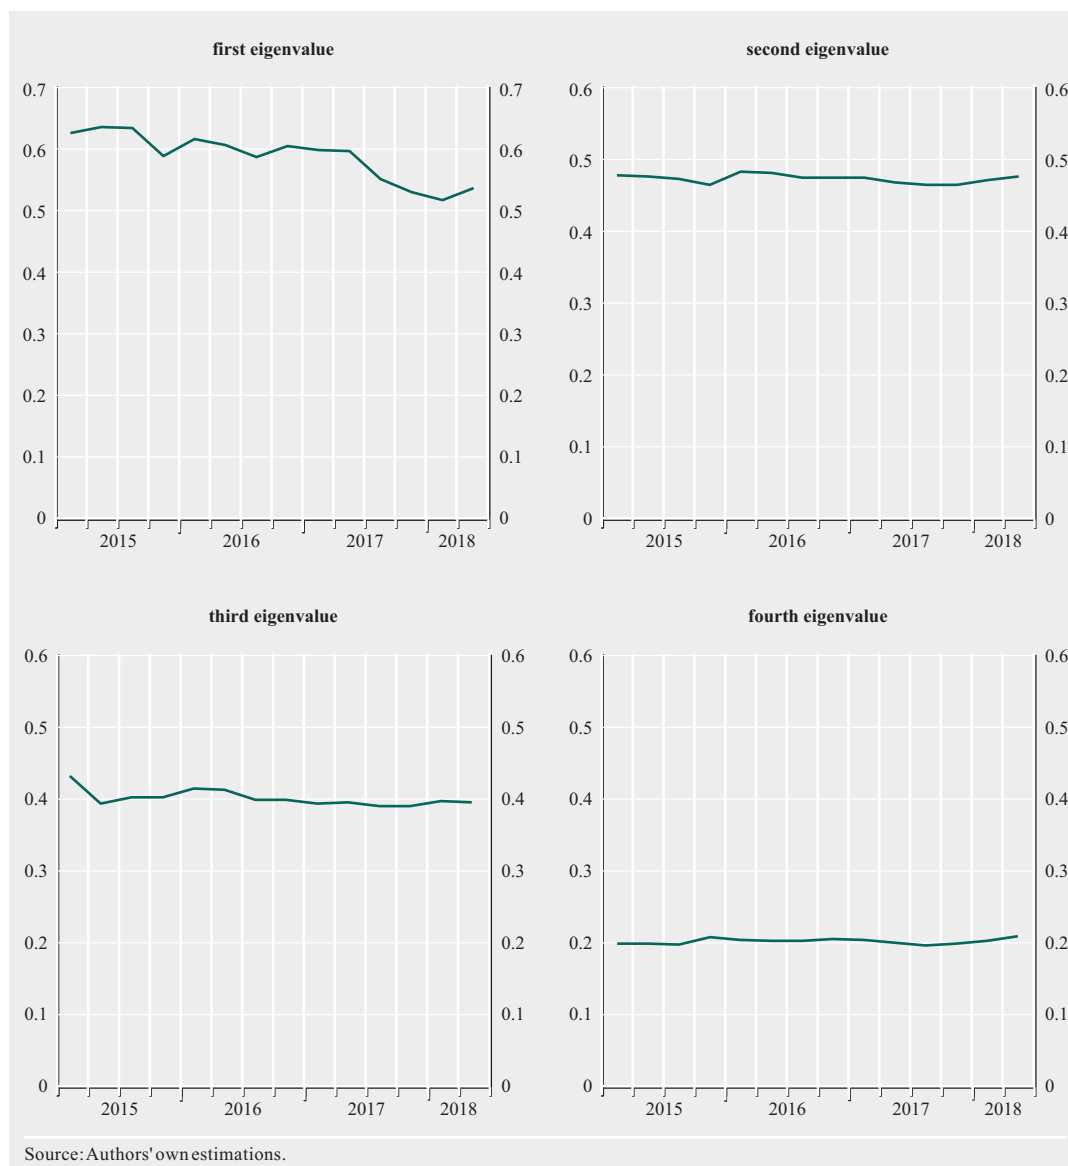 first eigenvalue
second eigenvalue
0.7 0.7 0.6 0.6
0.6 0.6 0.5 0.5
0.5 0.5 0.4 0.4
0.4 0.4 0.3 0.3
0.3 0.3 0.2 0.2
0.2 0.2 0.1 0.1
0.1 0.1
0 0 0 0
2015 2016 2017 2018 2015 2016 2017 2018
third eigenvalue
fourth eigenvalue
0.6 0.6 0.6 0.6
0.5 0.5 0.5 0.5
0.4 0.4 0.4 0.4
0.3 0.3 0.3 0.3
0.2 0.2 0.2 0.2
0.1 0.1 0.1 0.1
0 0 0 0
2015 2016 2017 2018 2015 2016 2017 2018
Source: Authors' own estimations.